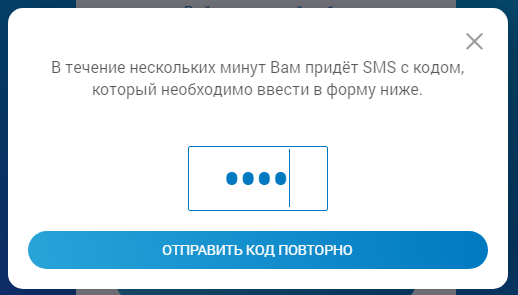 В течение нескольких минут Вам придёт SMS с кодом,
который необходимо ввести в форму ниже.
••••
ОТПРАВИТЬ КОД ПОВТОРНО